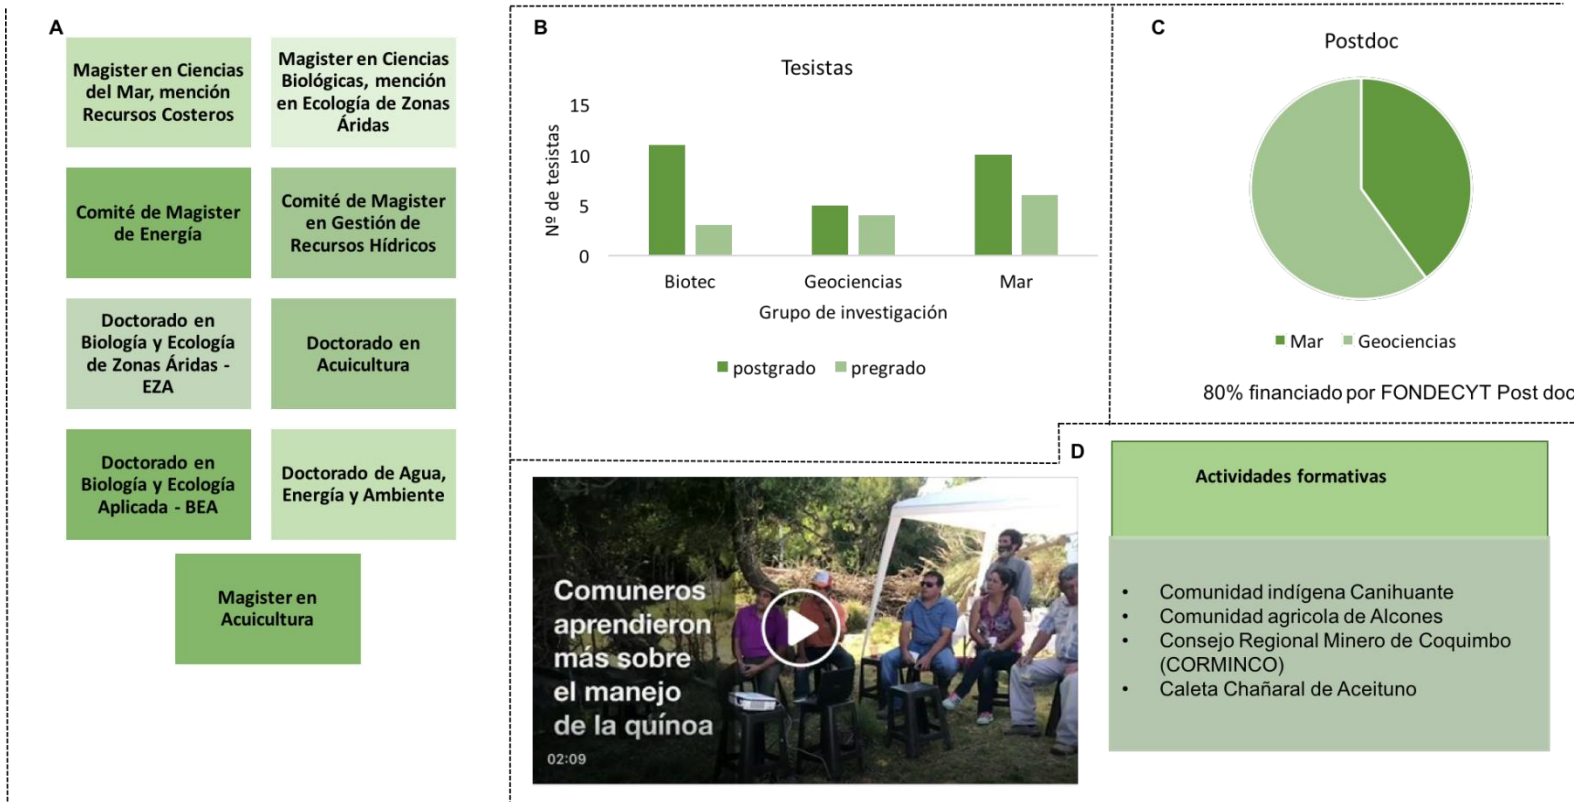 A
Magister en Ciencias
del Mar, mención
Recursos Costeros
Magister en Ciencias
Biológicas, mención
en Ecología de Zonas
Áridas
Comité de Magister
de Energía
Comité de Magister
en Gestión de
Recursos Hídricos
Doctorado en
Biología y Ecología
de Zonas Áridas -
EZA
Doctorado en
Acuicultura
Doctorado en
Biología y Ecología
Aplicada - BEA
Doctorado de Agua,
Energía y Ambiente
Magister en
Acuicultura
B
Tesistas
Nº de tesistas
15
10
5
0
Biotec
Geociencias
Mar
Grupo de investigación
postgrado
pregrado
C
Postdoc
Mar
Geociencias
80% financiado por FONDECYT Post doc
Comuneros
aprendieron
más sobre
el manejo
de la quínoa
02:09
D
Actividades formativas
• Comunidad indígena Canihuante
• Comunidad agricola de Alcones
• Consejo Regional Minero de Coquimbo
(CORMINCO)
• Caleta Chañaral de Aceituno